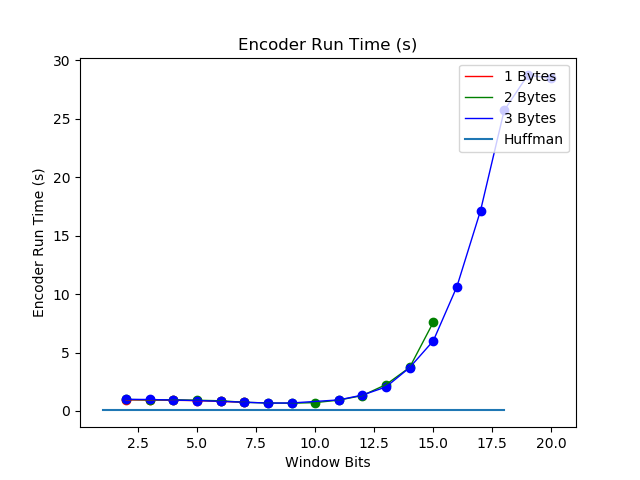 Encoder Run Time (s)
1 Bytes
2 Bytes
3 Bytes
Huffman
30
25
20
15
10
5
0
Encoder Run Time (s)
2.5 5.0 7.5 10.0 12.5 15.0 17.5 20.0
Window Bits